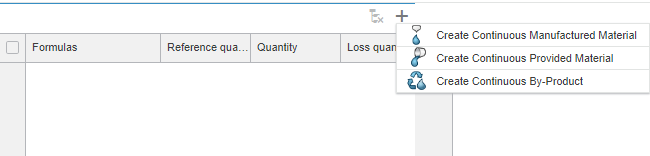 Create Continuous Manufactured Material
Formulas Reference qua... Quantity Loss quan
Create Continuous Provided Material
Create Continuous By-Product